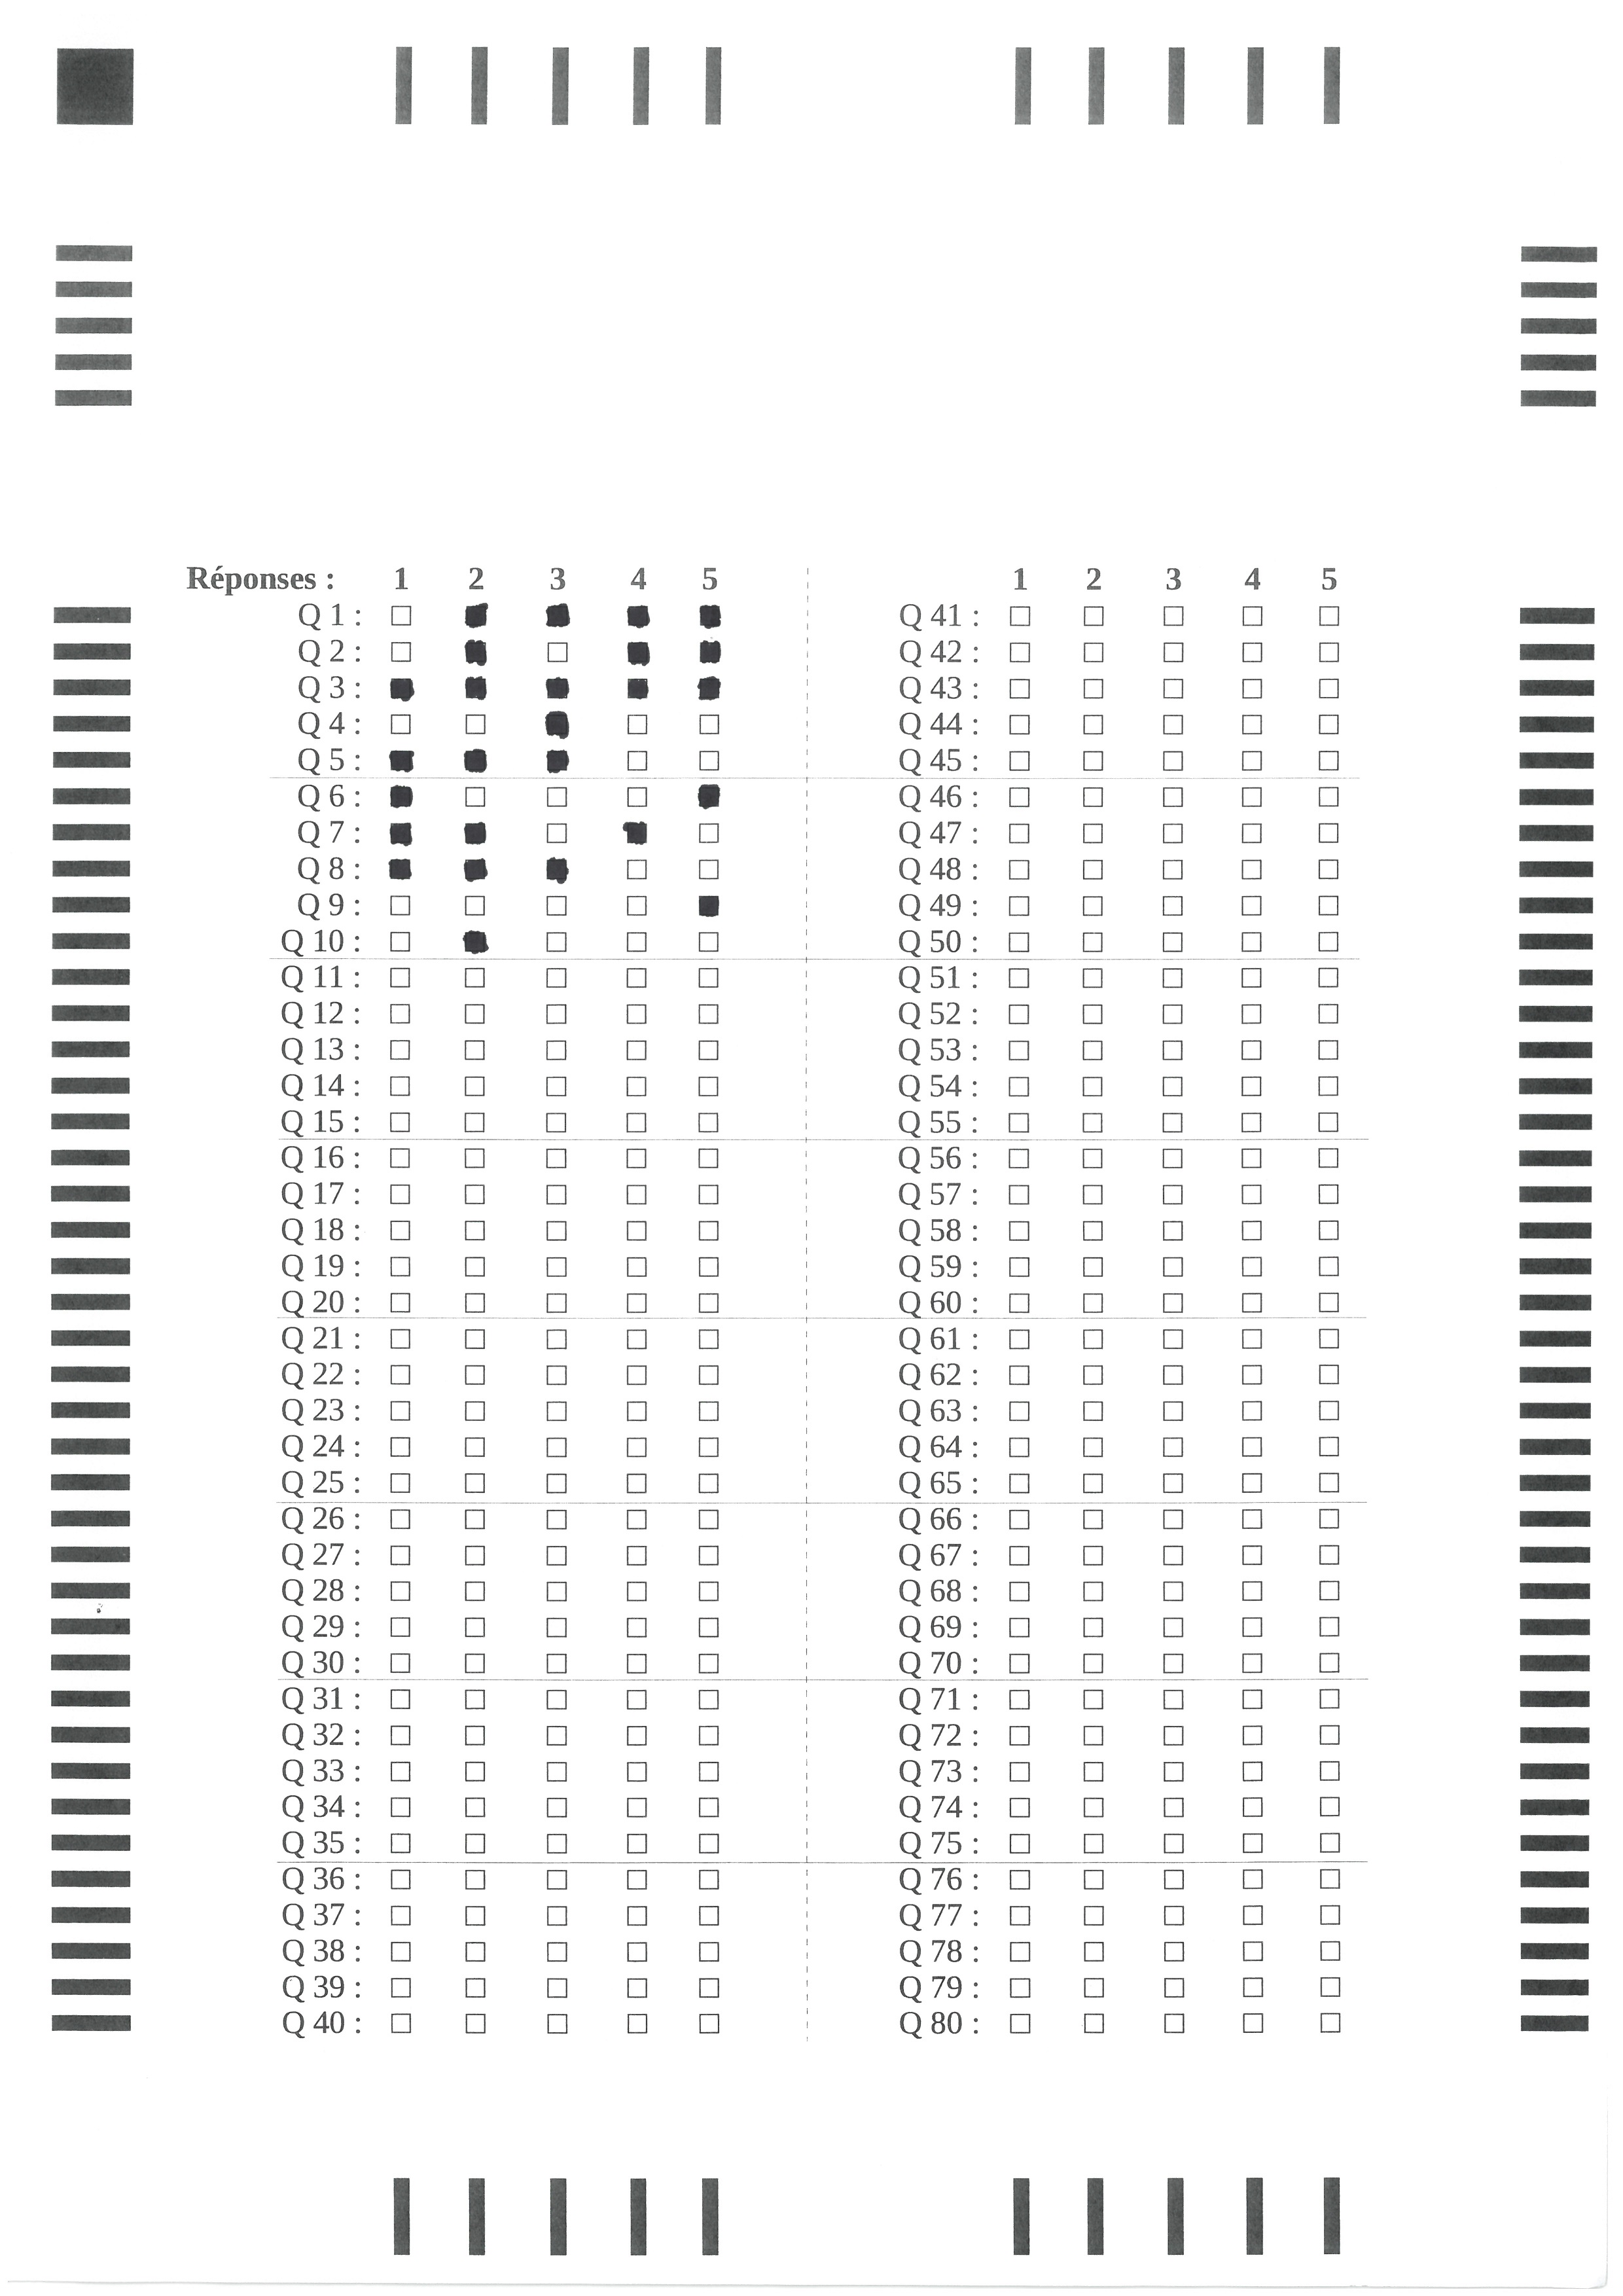 Réponses : 1 2 3 4 5
Q 1 :
Q 2 :
Q 3 :
Q 4 :
Q 5 :
Q 6 :
Q 7 :
Q 8 :
Q 9 :
Q 10 :
Q 11 :
Q 12 :
Q 13 :
Q 14 :
Q 15 :
Q 16 :
Q 17 :
Q 18 :
Q 19 :
Q 20 :
Q 21 :
Q 22 :
Q 23 :
Q 24 :
Q 25 :
Q 26 :
Q 27 :
Q 28 :
Q 29 :
Q 30 :
Q 31 :
Q 32 :
Q 33 :
Q 34 :
Q 35 :
Q 36 :
Q 37 :
Q 38 :
Q 39 :
Q 40 :
1 2 3 4 5
Q 41 :
Q 42 :
Q 43 :
Q 44 :
Q 45 :
Q 46 :
Q 47 :
Q 48 :
Q 49 :
Q 50 :
Q 51 :
Q 52 :
Q 53 :
Q 54 :
Q 55 :
Q 56 :
Q 57 :
Q 58 :
Q 59 :
Q 60 :
Q 61 :
Q 62 :
Q 63 :
Q 64 :
Q 65 :
Q 66 :
Q 67 :
Q 68 :
Q 69 :
Q 70 :
Q 71 :
Q 72 :
Q 73 :
Q 74 :
Q 75 :
Q 76 :
Q 77 :
Q 78 :
Q 79 :
Q 80 :